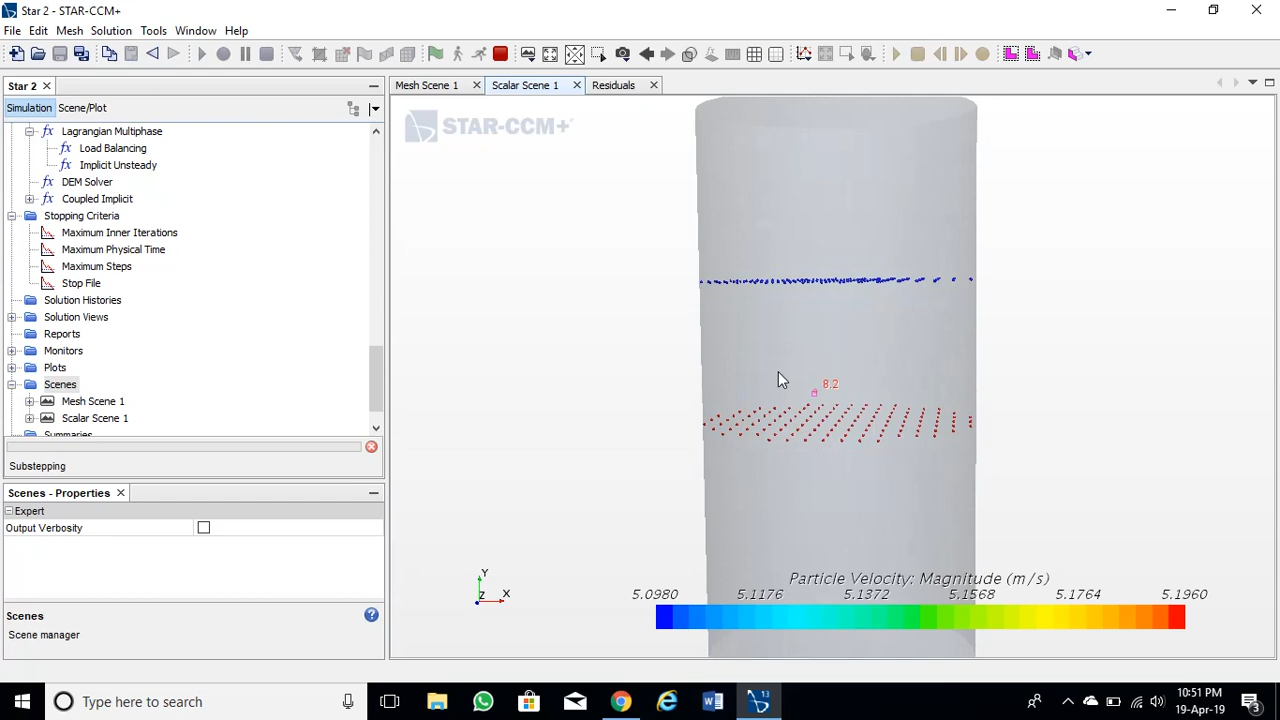 Star 2 - STAR-CCM+
File Edit Mesh Solution Tools Window Help
Star 2
Simulation Scene/Plot
Lagrangian Multiphase
Load Balancing
Implicit Unsteady
DEM Solver
Coupled Implicit
Stopping Criteria
Maximum Inner Iterations
Maximum Physical Time
Maximum Steps
Stop File
Solution Histories
Solution Views
Reports
Monitors
Plots
Scenes
Mesh Scene 1
Scalar Scene 1
Summaries
Substepping
Scenes - Properties
Expert
Output Verbosity
Scenes
Scene manager
Mesh Scene 1 Scalar Scene 1 Residuals
STAR-CCM+
8.2
Y
Z X
Particle Velocity: Magnitude (m/s)
5.0980 5.1176 5.1372 5.1568 5.1764 5.1960
Type here to search
13
10:51 PM
19-Apr-19
3